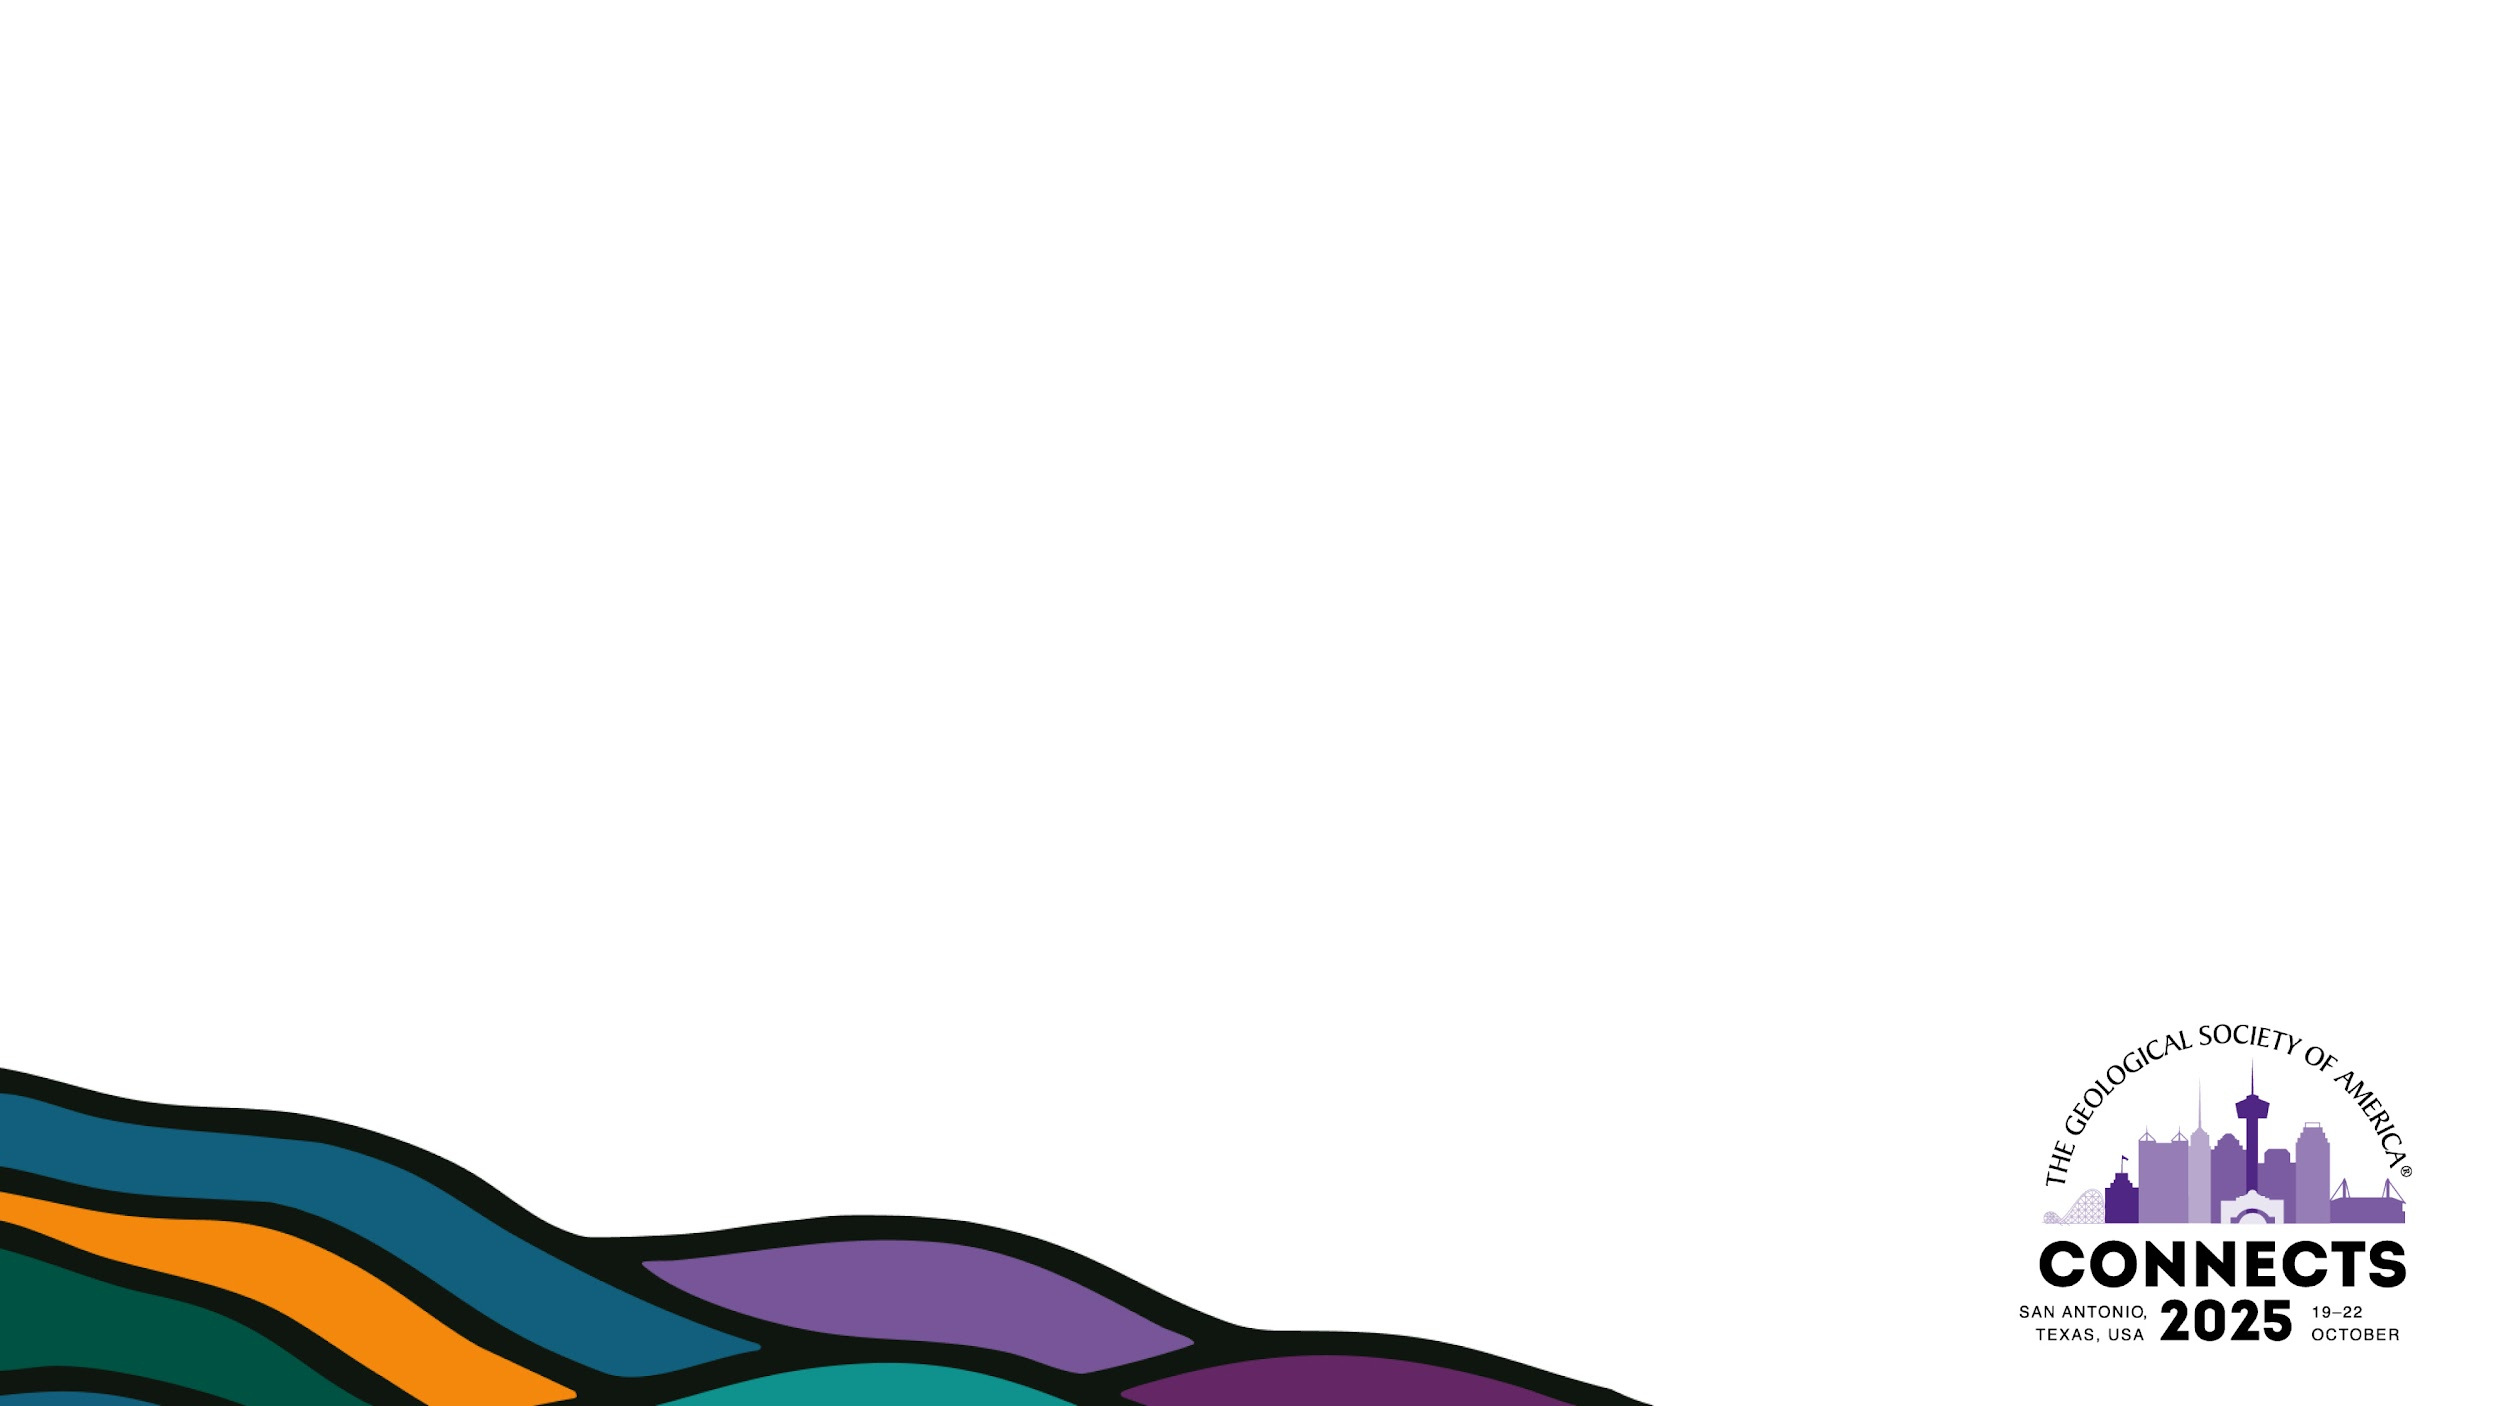 THE GEOLOGICAL SOCIETY OF AMERICA®
CONNECTS
SAN ANTONIO, 2025 19–22
TEXAS, USA OCTOBER